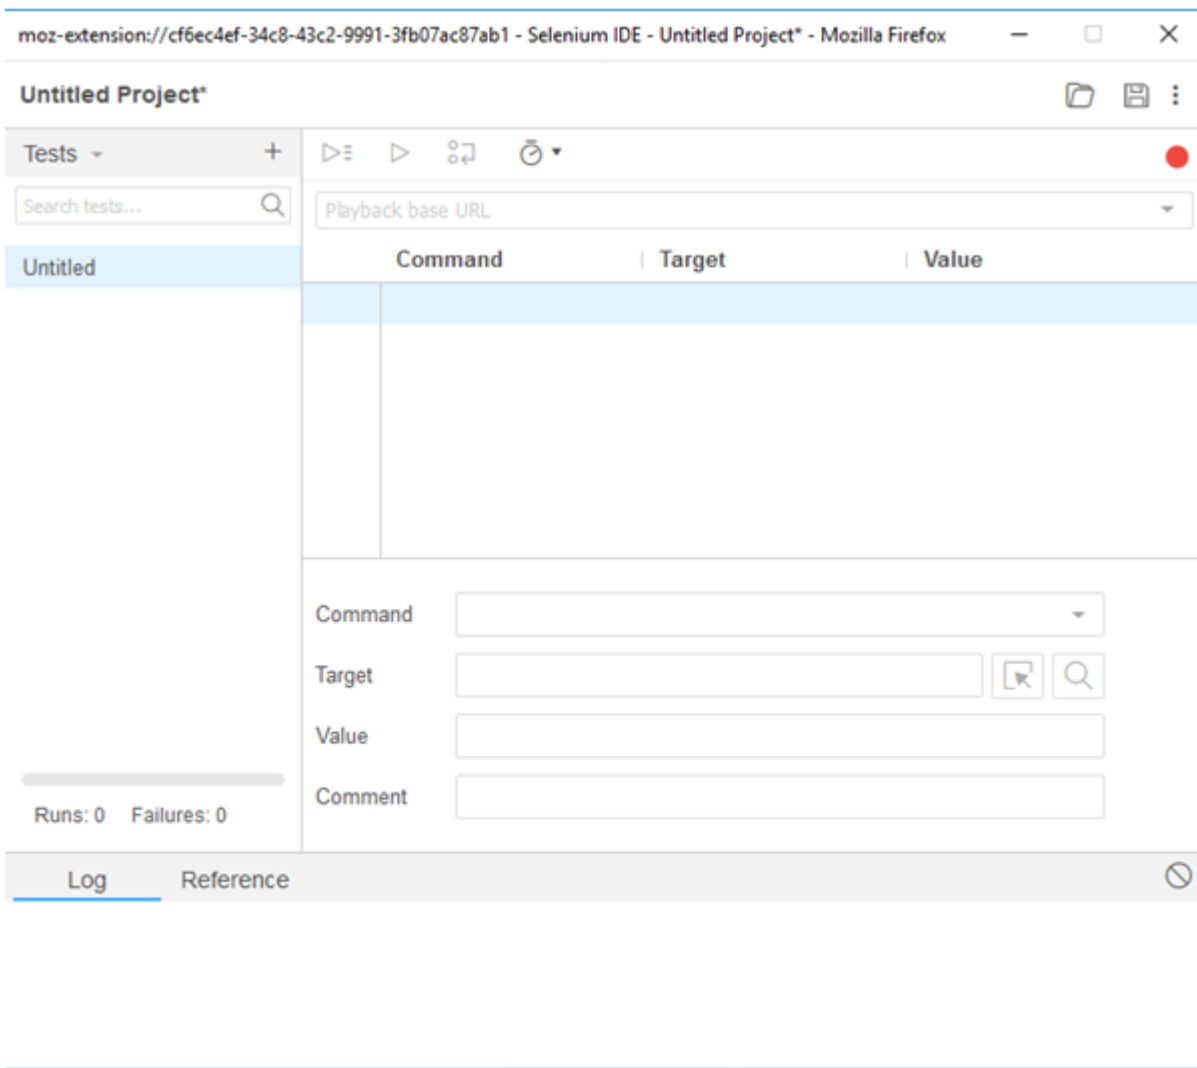 moz-extension://cf6ec4ef-34c8-43c2-9991-3fb07ac87ab1 - Selenium IDE - Untitled Project* - Mozilla Firefox
Untitled Project*
Tests
Search tests...
Untitled
Runs: 0 Failures: 0
Playback base URL
Command Target Value
Command
Target
Value
Comment
Log Reference